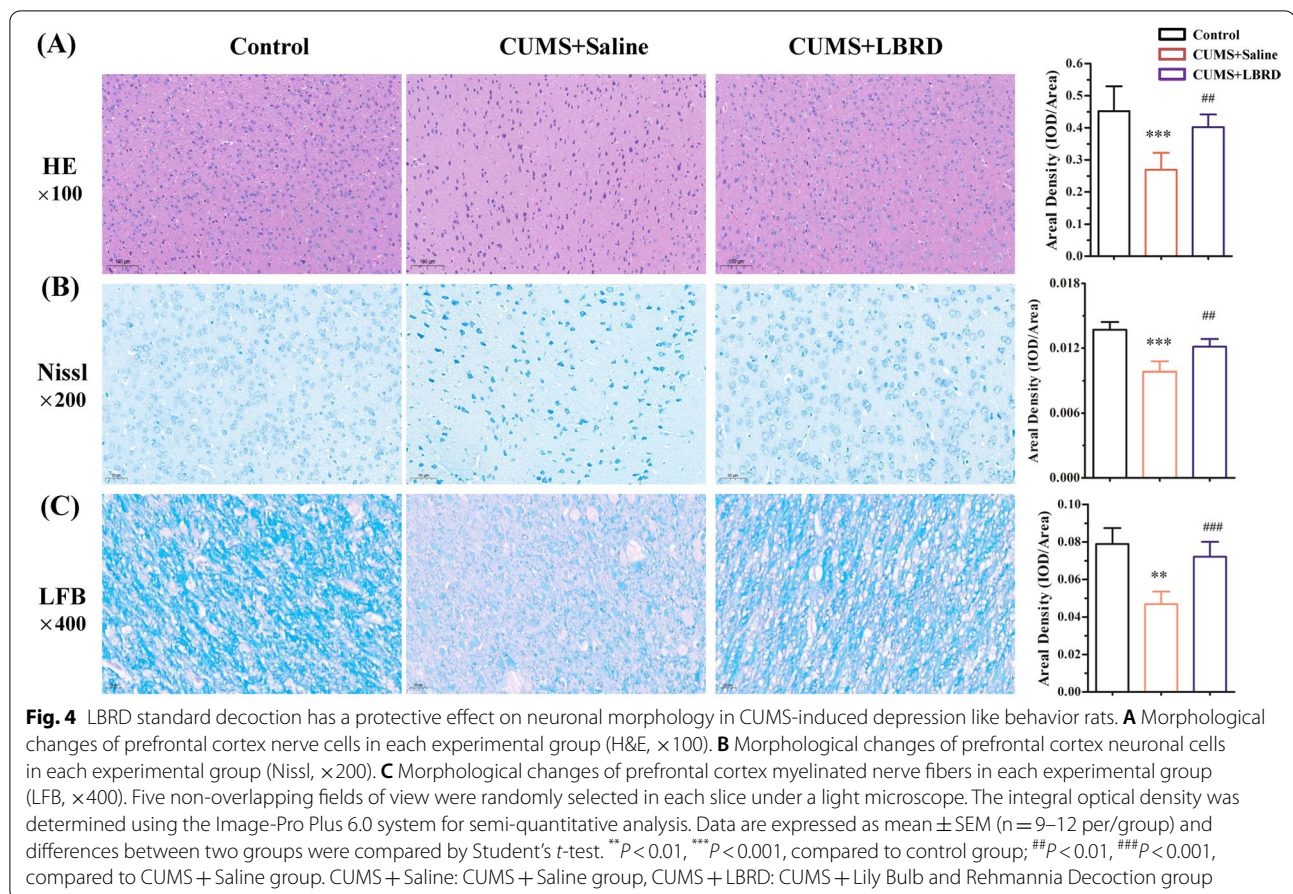 (A)
Control
CUMS+Saline
CUMS+LBRD
HE
×100
100 μm
100 μm
100 μm
Control
CUMS+Saline
CUMS+LBRD
Areal Density (IOD/Area)
0.6
0.5
0.4
0.3
0.2
0.1
0.0
***
##
(B)
Nissl
×200
Areal Density (IOD/Area)
0.018
0.012
0.006
0.000
***
##
(C)
LFB
×400
Areal Density (IOD/Area)
0.10
0.08
0.06
0.04
0.02
0.00
**
###
Fig. 4 LBRD standard decoction has a protective effect on neuronal morphology in CUMS-induced depression like behavior rats. A Morphological
changes of prefrontal cortex nerve cells in each experimental group (H&E, ×100). B Morphological changes of prefrontal cortex neuronal cells
in each experimental group (Nissl, ×200). C Morphological changes of prefrontal cortex myelinated nerve fibers in each experimental group
(LFB, ×400). Five non-overlapping fields of view were randomly selected in each slice under a light microscope. The integral optical density was
determined using the Image-Pro Plus 6.0 system for semi-quantitative analysis. Data are expressed as mean ± SEM (n = 9–12 per/group) and
differences between two groups were compared by Student's t-test. **P < 0.01, ***P < 0.001, compared to control group; ##P < 0.01, ###P < 0.001,
compared to CUMS + Saline group. CUMS + Saline: CUMS + Saline group, CUMS + LBRD: CUMS + Lily Bulb and Rehmannia Decoction group